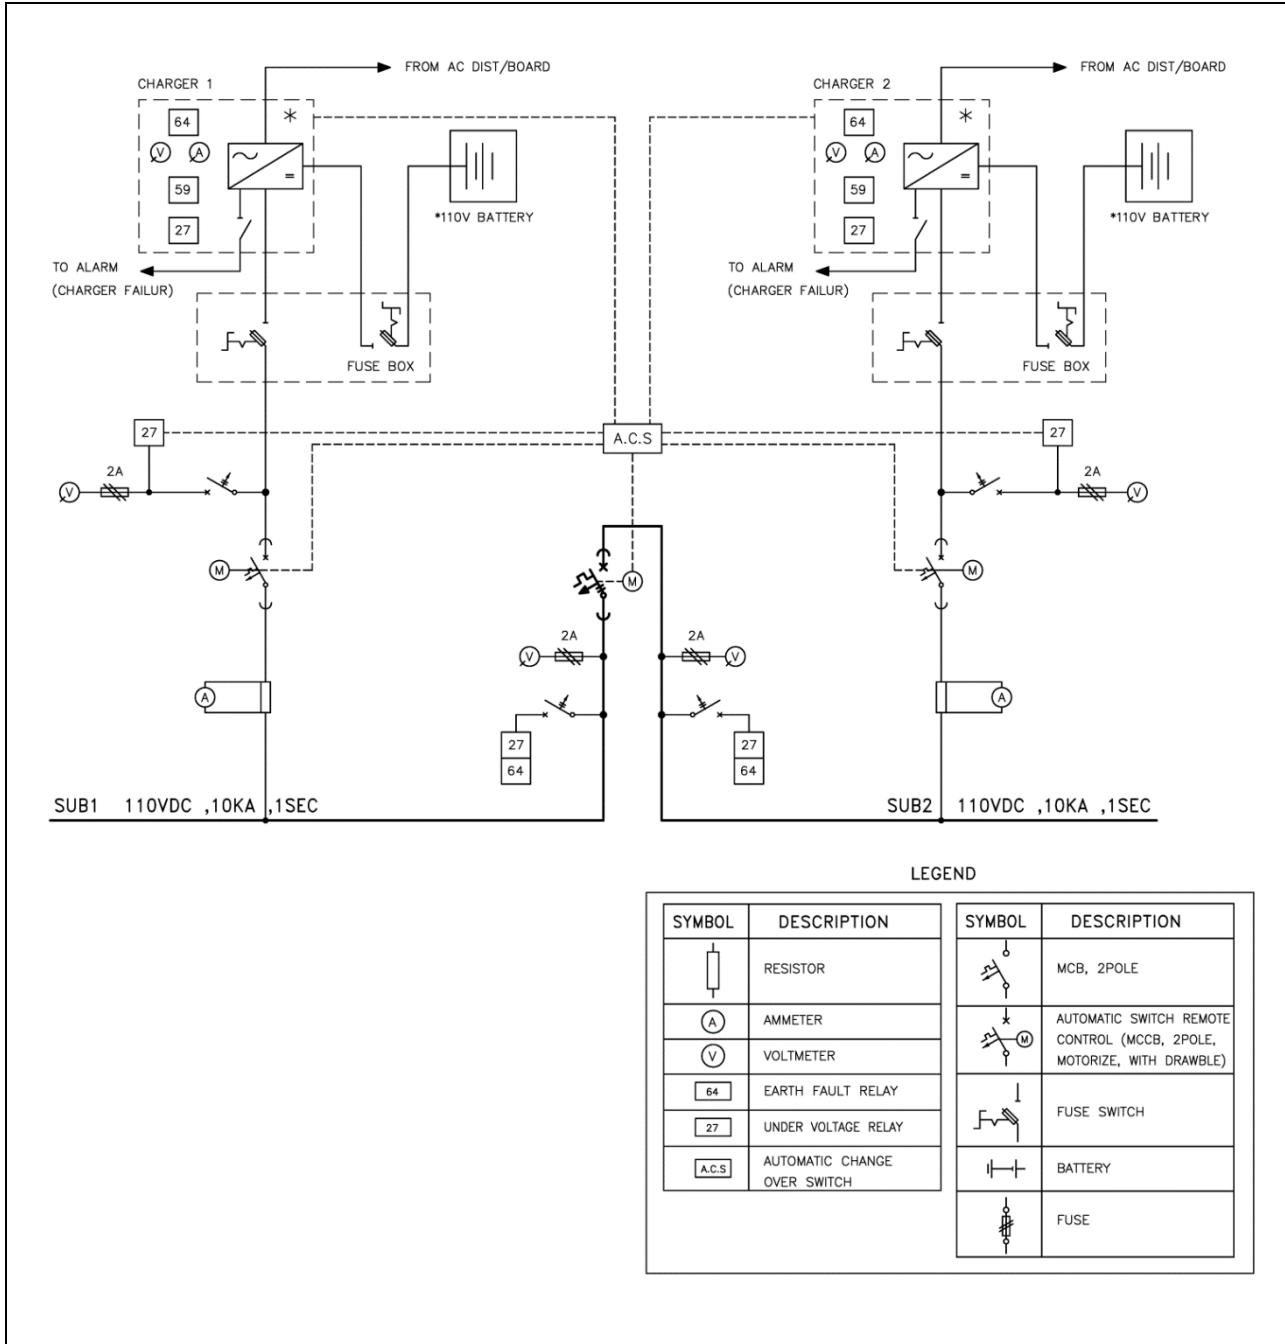 FROM AC DIST/BOARD
FROM AC DIST/BOARD
CHARGER 1
CHARGER 2
64
64
V
A
V
A
59
59
27
27
*
*
*110V BATTERY
*110V BATTERY
TO ALARM
(CHARGER FAILUR)
TO ALARM
(CHARGER FAILUR)
FUSE BOX
FUSE BOX
27
A.C.S
27
V
2A
2A
V
M
M
M
V
2A
2A
V
A
A
27
64
27
64
SUB1 110VDC ,10KA ,1SEC
SUB2 110VDC ,10KA ,1SEC
LEGEND
SYMBOL DESCRIPTION
RESISTOR
A AMMETER
V VOLTMETER
64 EARTH FAULT RELAY
27 UNDER VOLTAGE RELAY
A.C.S AUTOMATIC CHANGE
OVER SWITCH
SYMBOL DESCRIPTION
MCB, 2POLE
AUTOMATIC SWITCH REMOTE
M CONTROL (MCCB, 2POLE,
MOTORIZE, WITH DRAWBLE)
FUSE SWITCH
BATTERY
FUSE